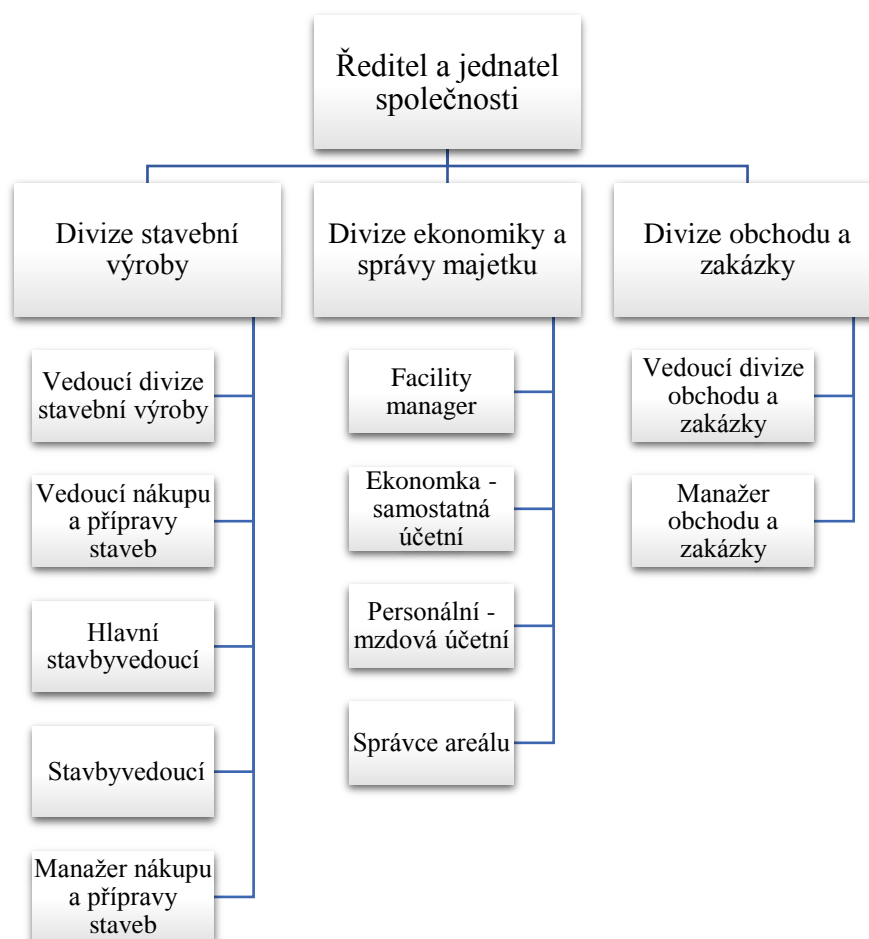 Ředitel a jednatel
společnosti
Divize stavební
výroby
Vedoucí divize
stavební výroby
Vedoucí nákupu
a přípravy
staveb
Hlavní
stavbyvedoucí
Stavbyvedoucí
Manažer nákupu
a přípravy
staveb
Divize ekonomiky a
správy majetku
Facility
manager
Ekonomka -
samostatná
účetní
Personální -
mzdová účetní
Správce areálu
Divize obchodu a
zakázky
Vedoucí divize
obchodu a
zakázky
Manažer
obchodu a
zakázky